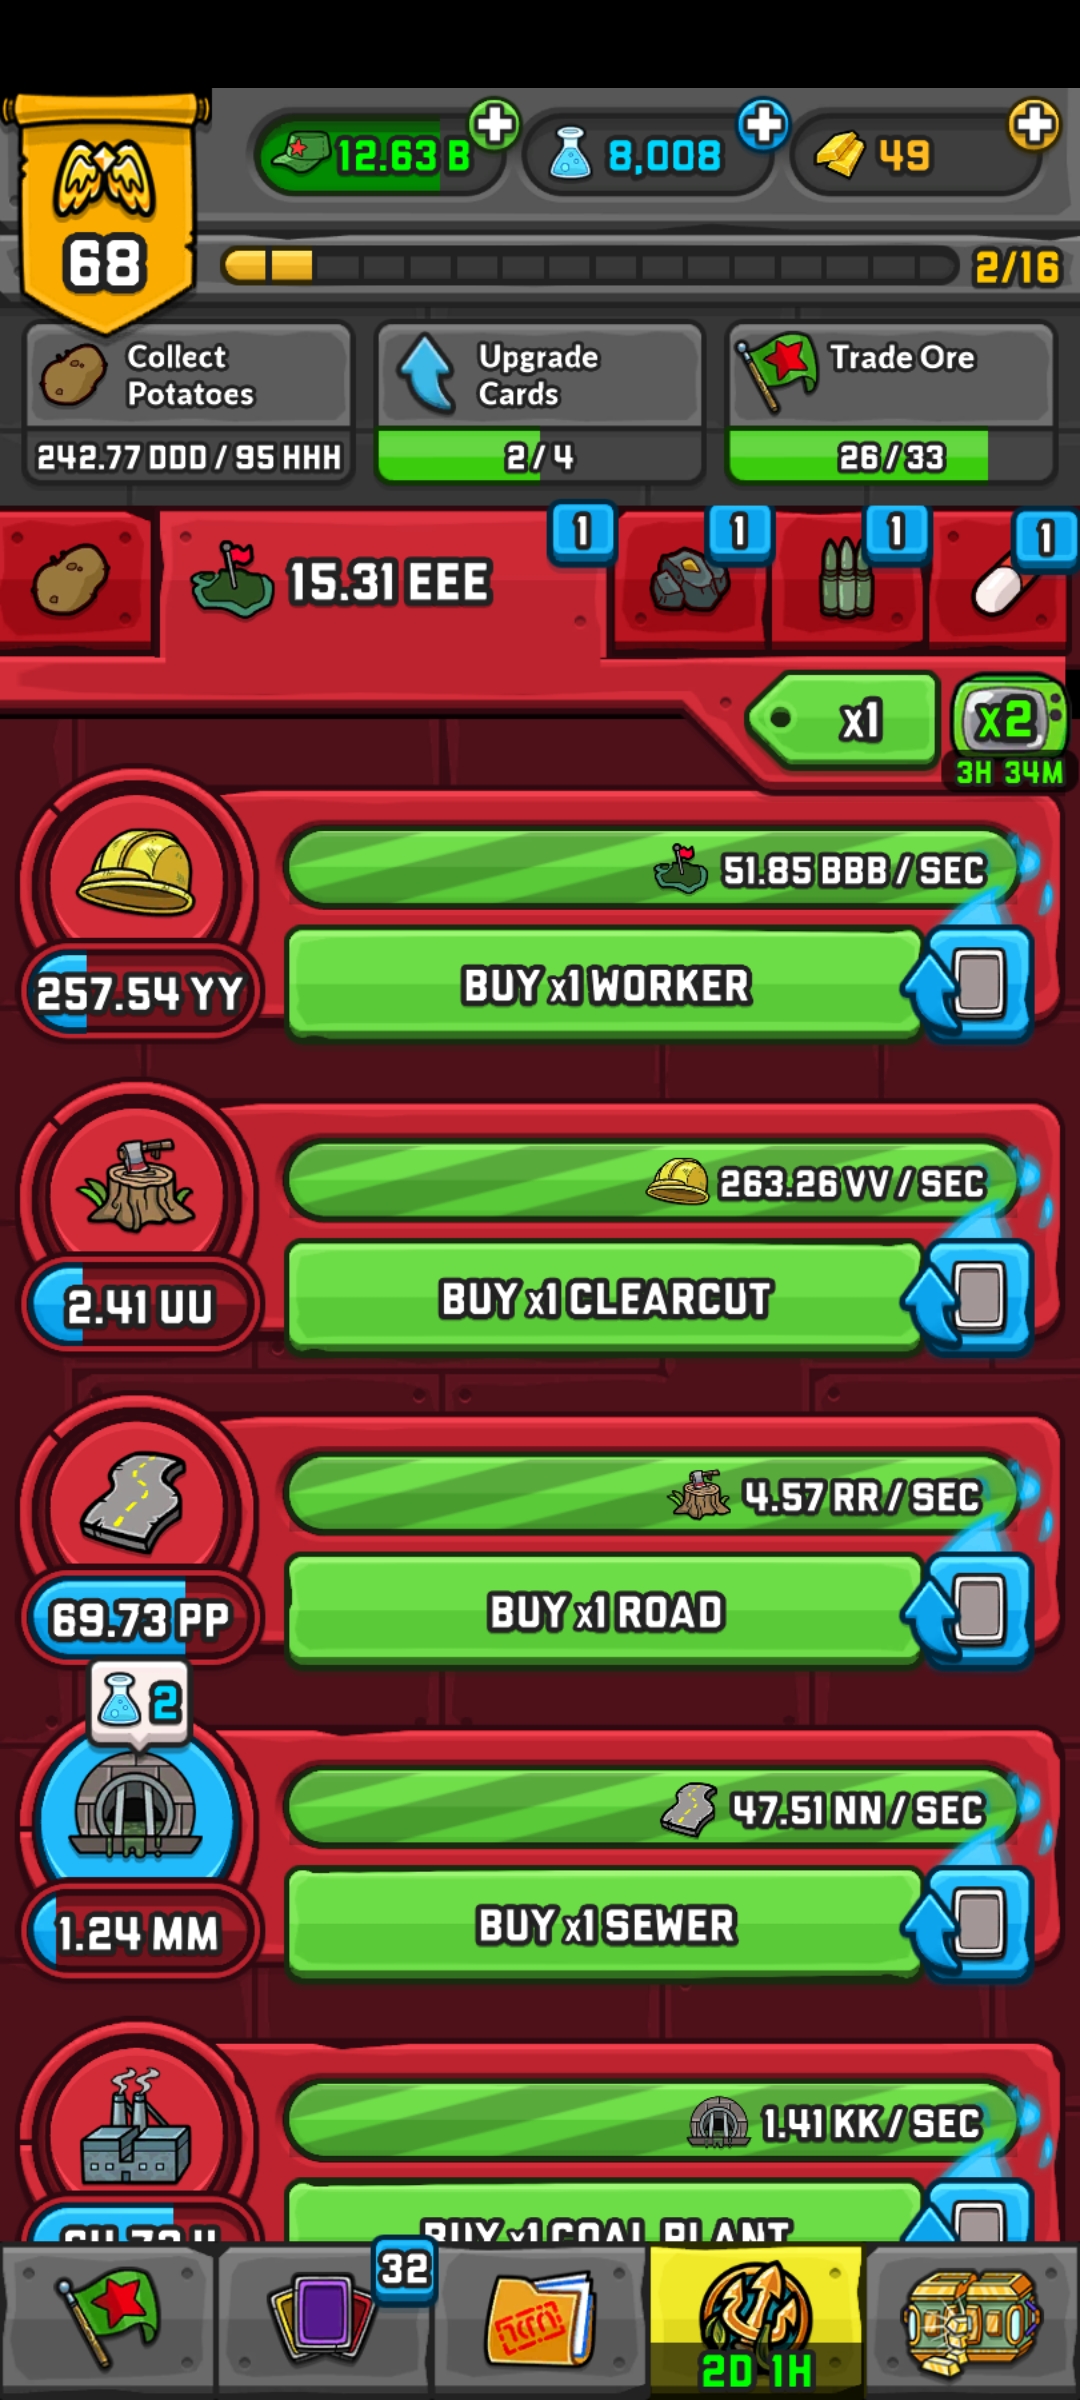 12.63 B
8,008
49
68
2/16
Collect
Potatoes
242.77 DDD / 95 HHH
Upgrade
Cards
2/4
Trade Ore
26/33
15.31 EEE
1
1
1
1
x1
x2
3H 34M
51.85 BBB / SEC
257.54 YY
BUY x1 WORKER
263.26 VV / SEC
2.41 UU
BUY x1 CLEARCUT
4.57 RR / SEC
69.73 PP
BUY x1 ROAD
2
47.51 NN / SEC
1.24 MM
BUY x1 SEWER
1.41 KK / SEC
BUY x1 COAL PLANT
32
2D 1H